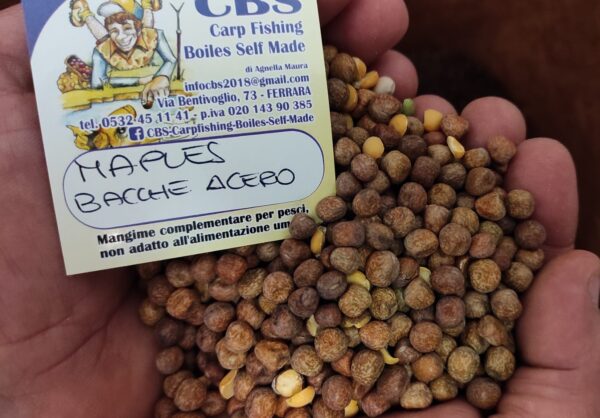 CBS
Carp Fishing
Boiles Self Made
di Agnella Maura
infocbs2018@gmail.com
Via Bentivoglio, 73 - FERRARA
tel. 0532 45 11 41 - p.iva 020 143 90 385
CBS-Carpfishing-Boiles-Self-Made
MAPLES
BACCHE ACERO
Mangime complementare per pesci,
non adatto all'alimentazione